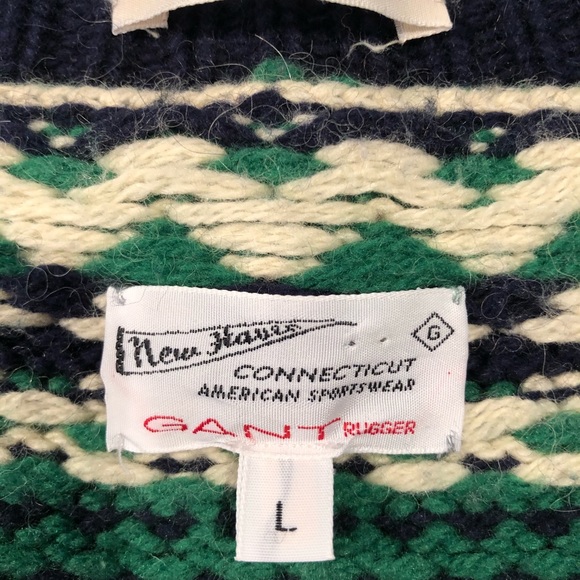 New Haven
G
CONNECTICUT
AMERICAN SPORTSWEAR
GANT RUGGER
L